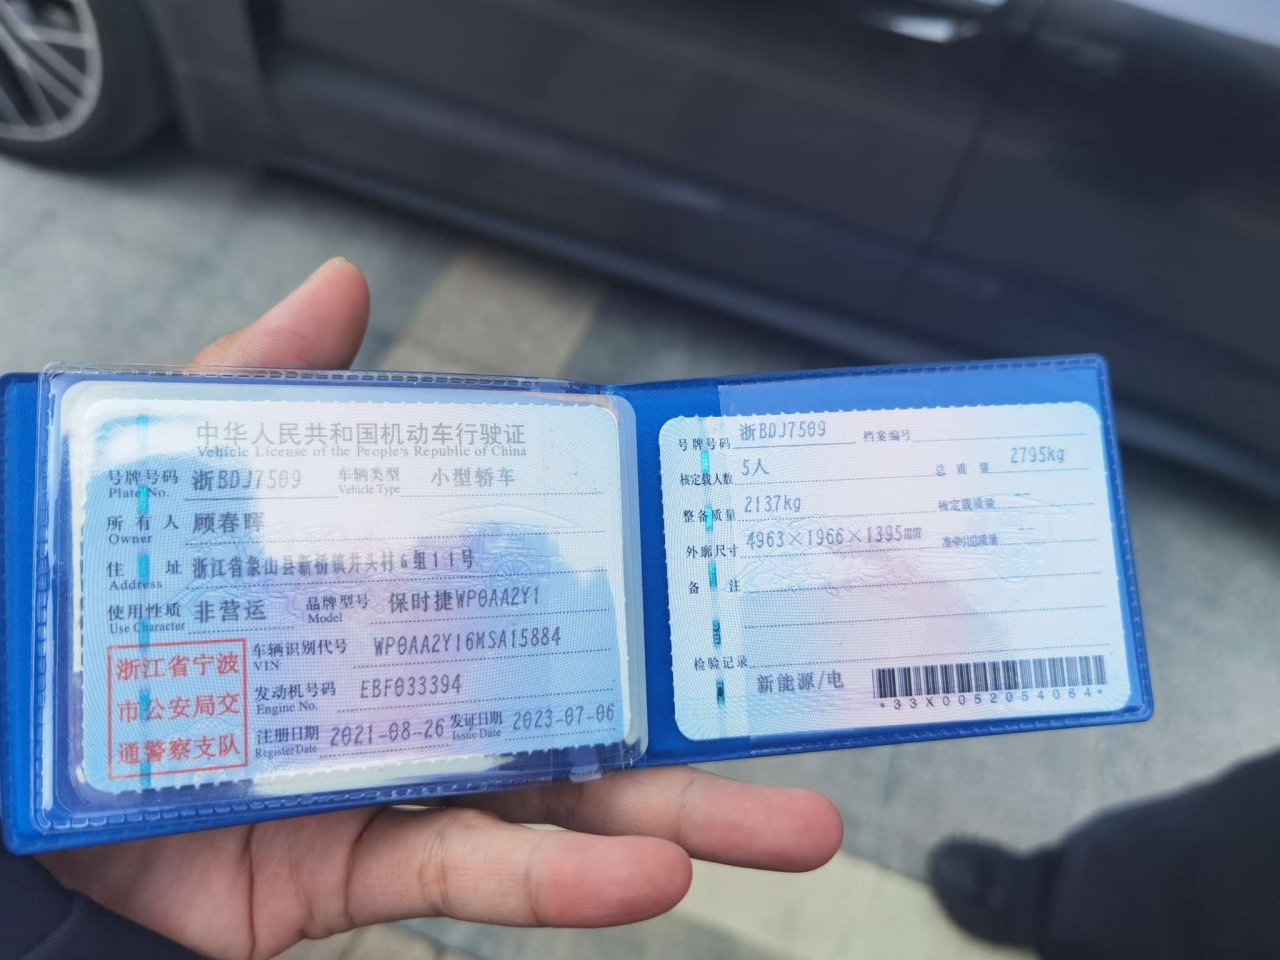 中华人民共和国机动车行驶证
Vehicle License of the People's Republic of China
号牌号码 浙BDJ7509 车辆类型 小型轿车
Plate No. Vehicle Type
所有人 顾春晖
Owner
住址 浙江省象山县新桥镇井头村6组11号
Address
使用性质 非营运 品牌型号 保时捷WP0AA2Y1
Use Character Model
浙江省宁波
市公安局交
通警察支队
车辆识别代号 WP0AA2Y16MSA15884
VIN
发动机号码 EBF033394
Engine No.
注册日期 2021-08-26 发证日期 2023-07-06
Register Date Issue Date
号牌号码 浙BDJ7509 档案编号
核定载人数 5人 总质量 2795kg
整备质量 2137kg 核定载质量 --
外廓尺寸 4963×1966×1395 准牵引总质量 --
备注
检验记录
新能源/电
*33X0052054064*